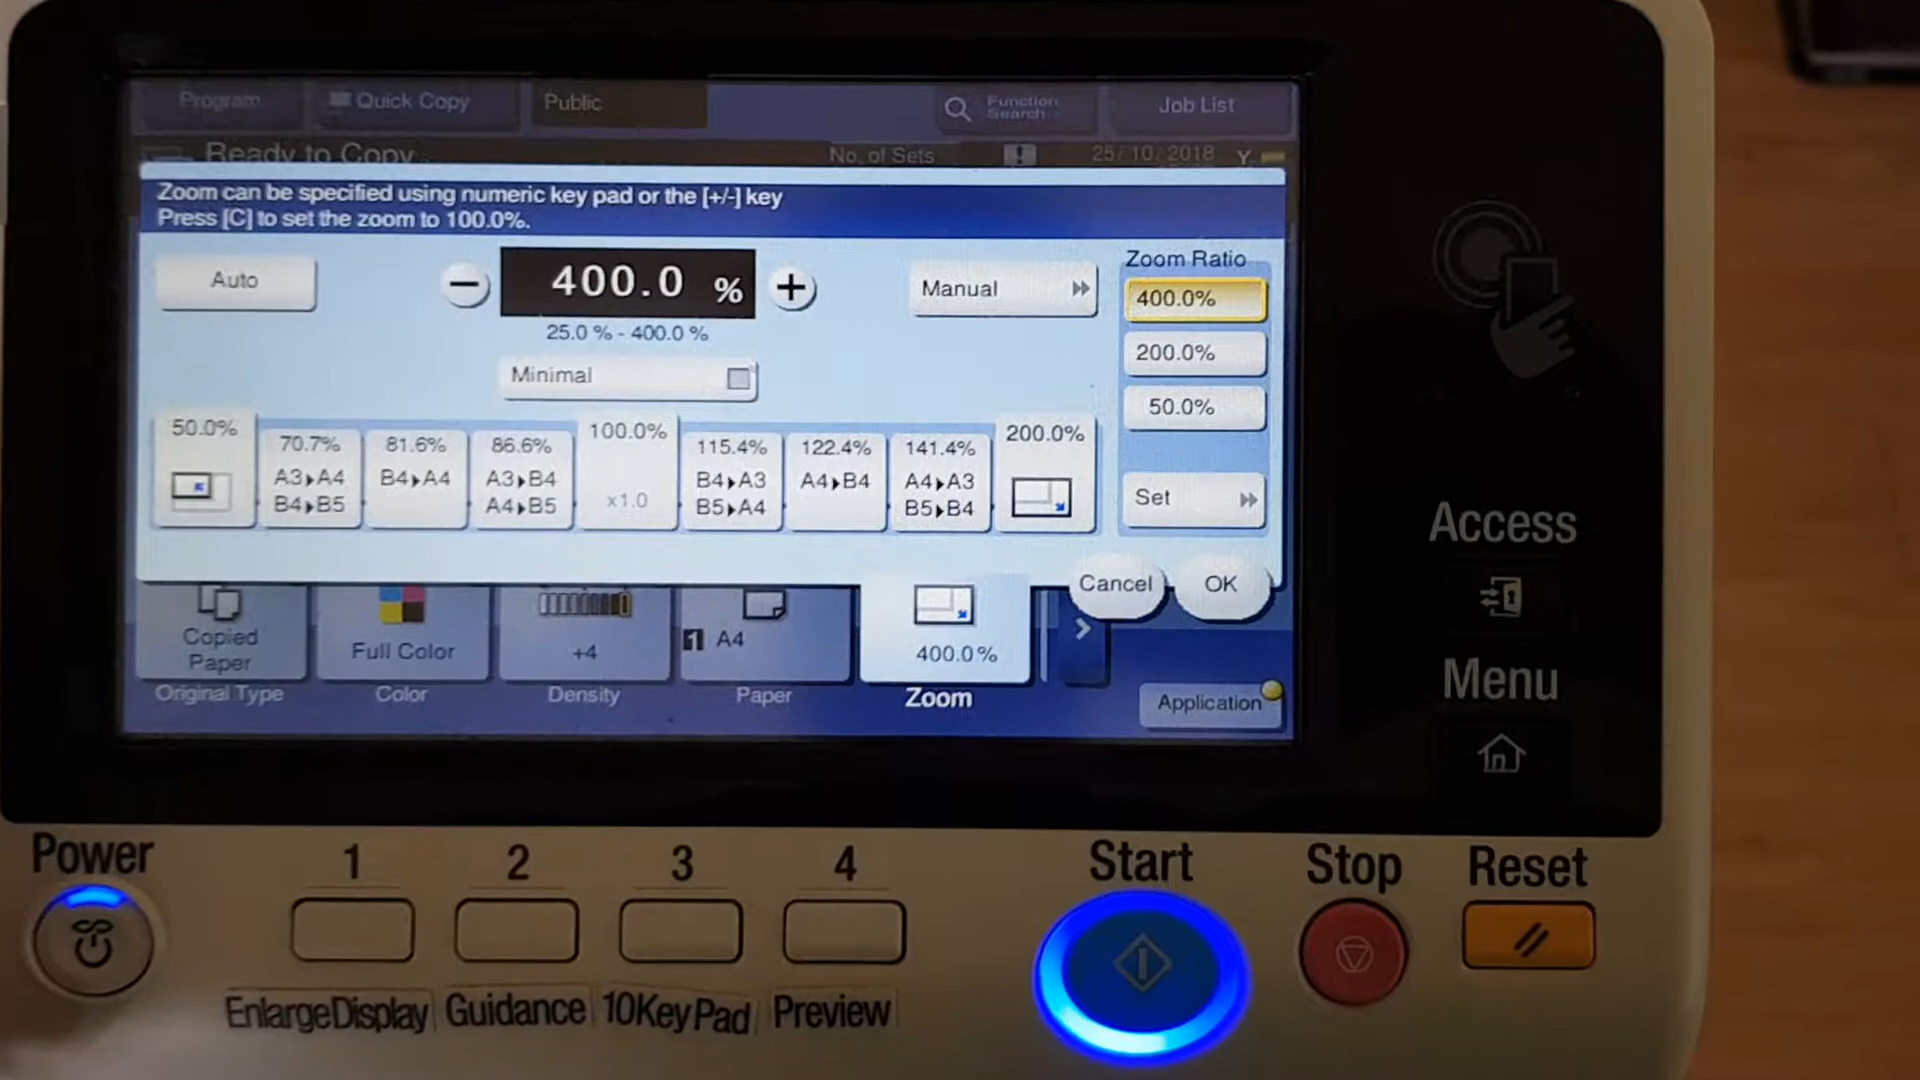 Program
Quick Copy
Public
Function
Search
Job List
Ready to Copy
No. of Sets
25/10/2018
Y
Zoom can be specified using numeric key pad or the [+/-] key
Press [C] to set the zoom to 100.0%.
Auto
400.0 %
25.0 % - 400.0 %
Minimal
Manual
Zoom Ratio
400.0%
200.0%
50.0%
Set
50.0%
70.7%
A3▸A4
B4▸B5
81.6%
B4▸A4
86.6%
A3▸B4
A4▸B5
100.0%
x1.0
115.4%
B4▸A3
B5▸A4
122.4%
A4▸B4
141.4%
A4▸A3
B5▸B4
200.0%
Cancel
OK
Copied
Paper
Original Type
Full Color
Color
+4
Density
1 A4
Paper
400.0%
Zoom
Application
Access
Menu
Power
1
2
3
4
Start
Stop
Reset
EnlargeDisplay
Guidance
10KeyPad
Preview